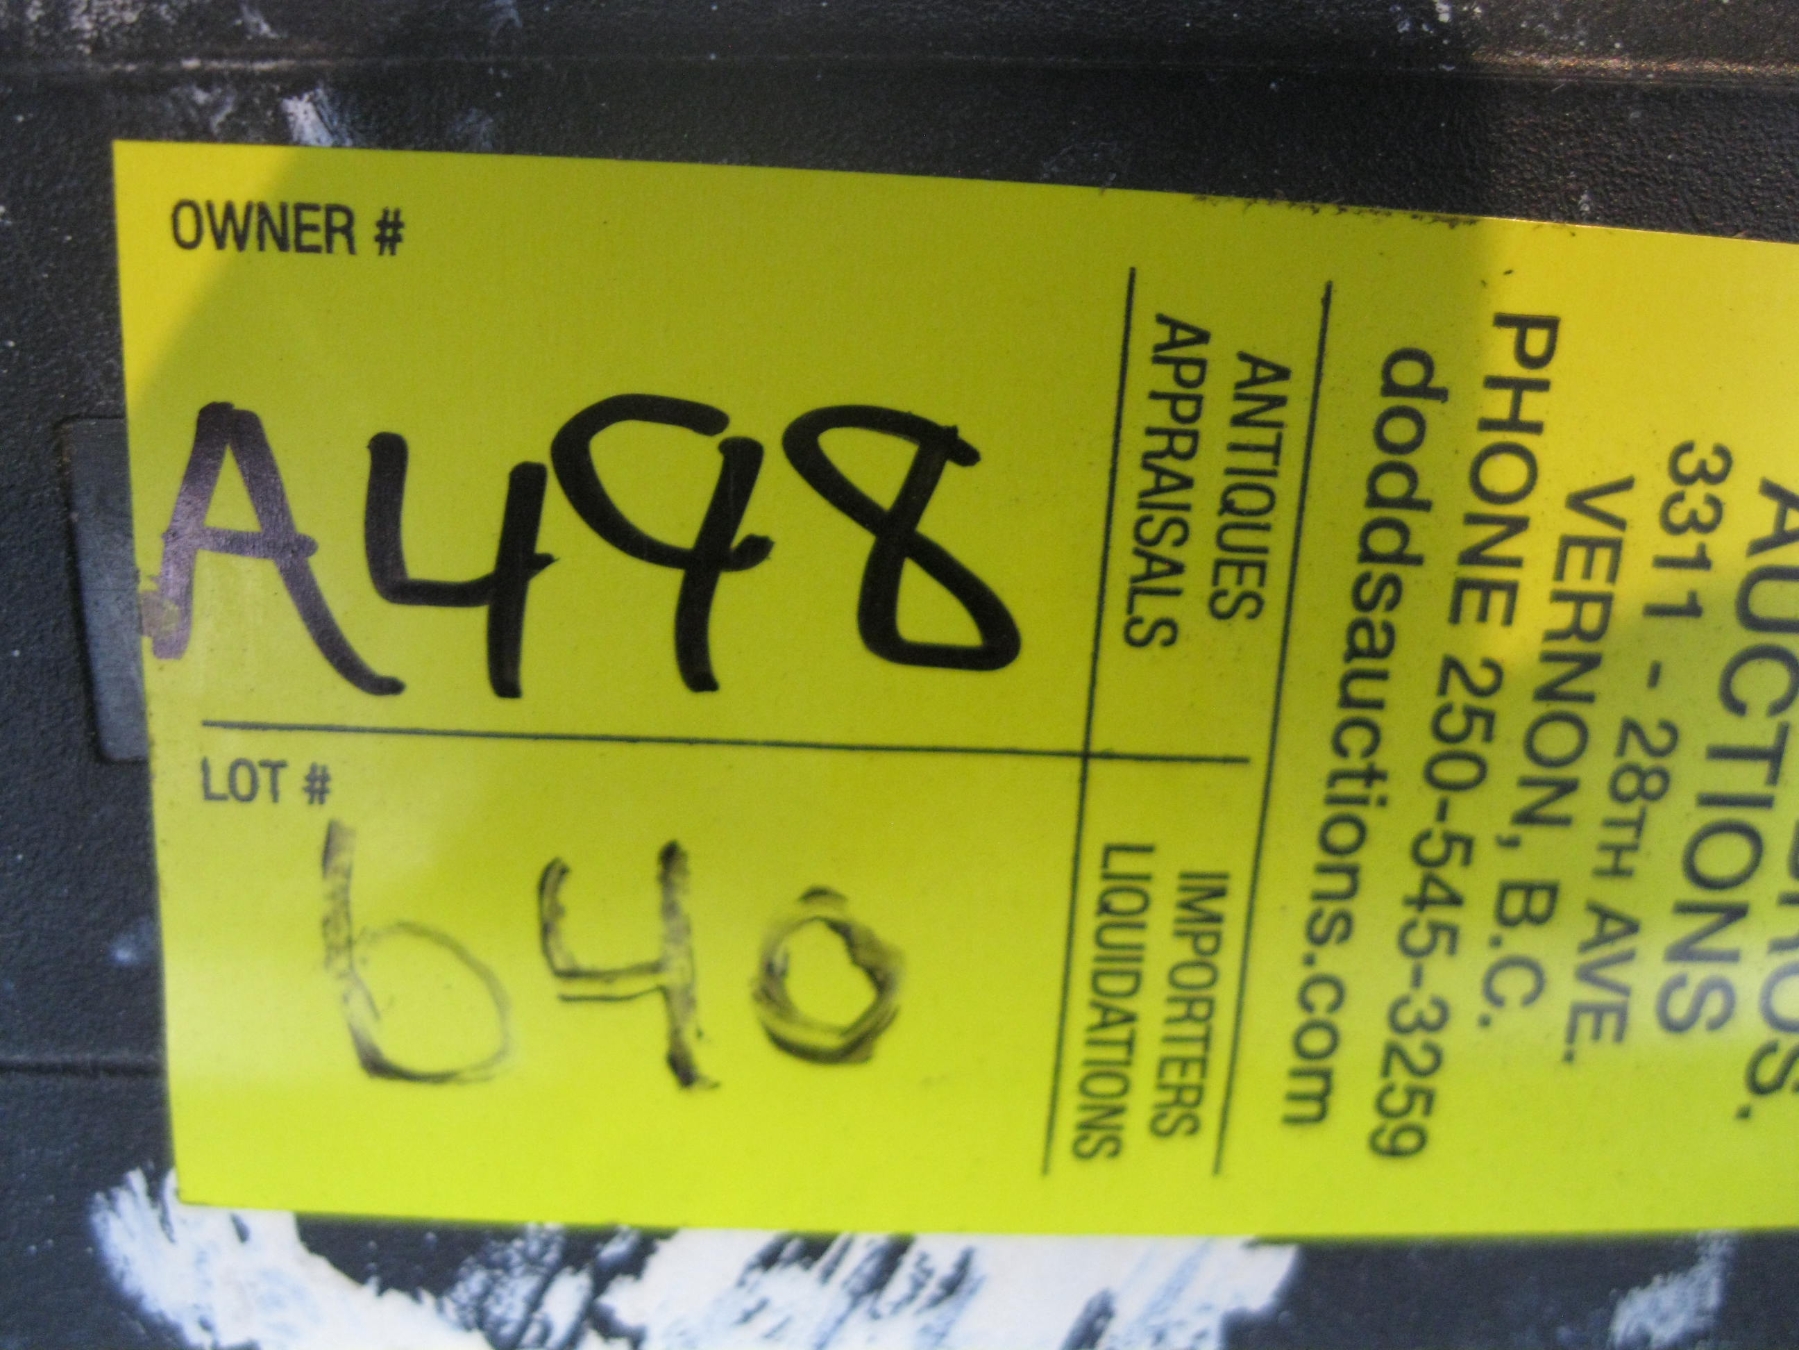 OWNER #
A498
LOT #
640
AUCTIONS
3311 - 28TH AVE.
VERNON, B.C.
PHONE 250-545-3259
doddsauctions.com
ANTIQUES
APPRAISALS
IMPORTERS
LIQUIDATIONS